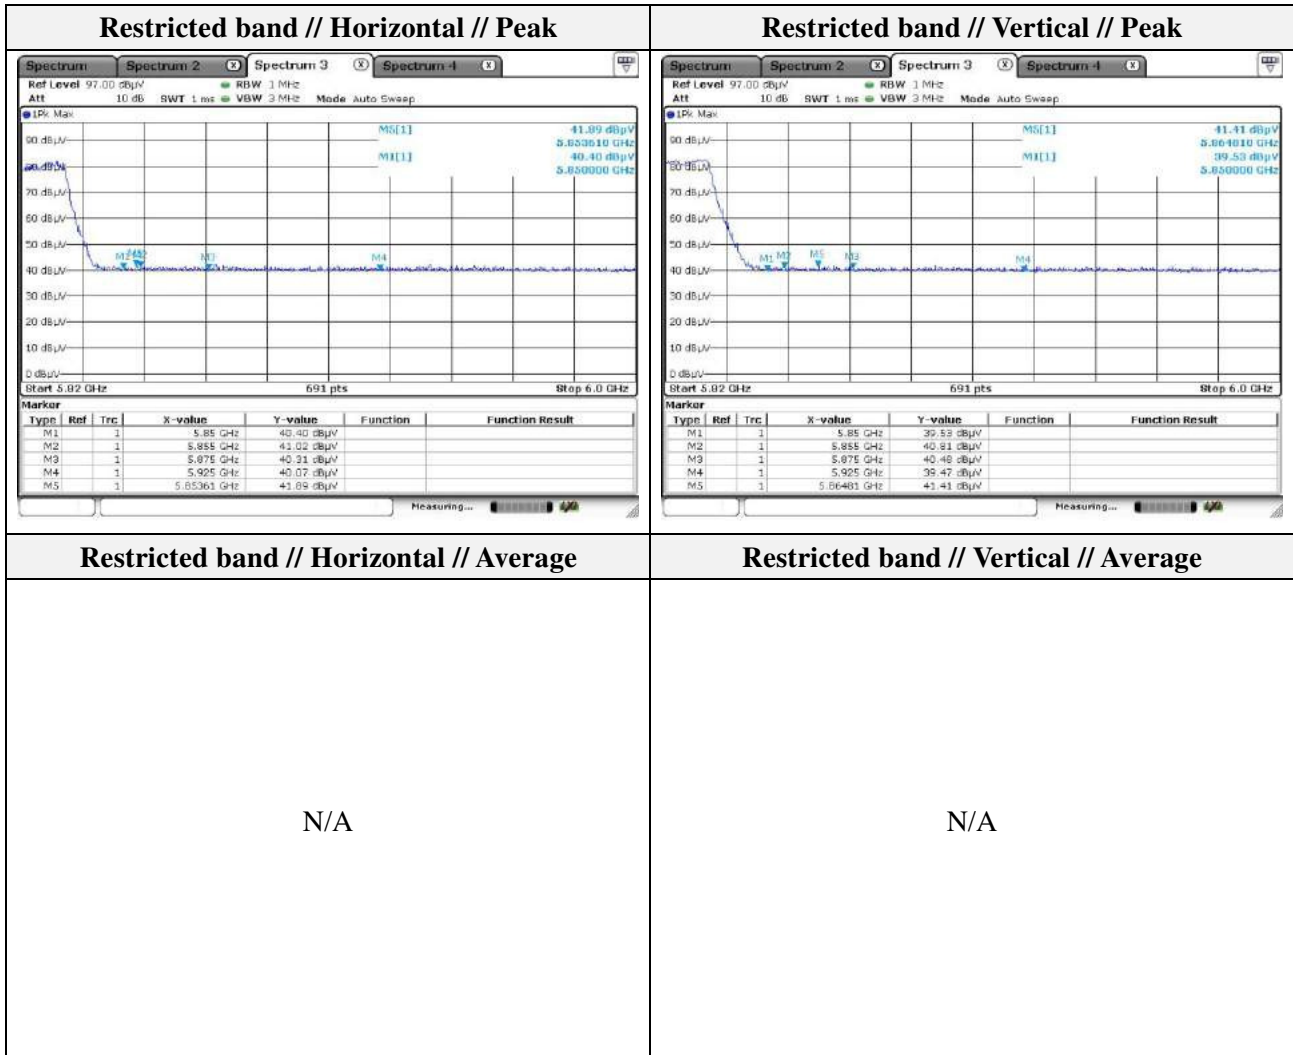 Restricted band // Horizontal // Peak
Restricted band // Vertical // Peak
Spectrum Spectrum 2 Spectrum 3 Spectrum 4
Ref Level 97.00 dBµV RBW 1 MHz
Att 10 dB SWT 1 ms VBW 3 MHz Mode Auto Sweep
1Pk Max
M5[1] 41.89 dBµV
5.853610 GHz
M1[1] 40.40 dBµV
5.850000 GHz
90 dBµV
80 dBµV
70 dBµV
60 dBµV
50 dBµV
40 dBµV
30 dBµV
20 dBµV
10 dBµV
0 dBµV
M1 M3 M4
Start 5.82 GHz 691 pts Stop 6.0 GHz
Marker
Type Ref Trc X-value Y-value Function Function Result
M1 1 5.85 GHz 40.40 dBµV
M2 1 5.855 GHz 41.02 dBµV
M3 1 5.875 GHz 40.31 dBµV
M4 1 5.925 GHz 40.07 dBµV
M5 1 5.85361 GHz 41.89 dBµV
Measuring...
Spectrum Spectrum 2 Spectrum 3 Spectrum 4
Ref Level 97.00 dBµV RBW 1 MHz
Att 10 dB SWT 1 ms VBW 3 MHz Mode Auto Sweep
1Pk Max
M5[1] 41.41 dBµV
5.864810 GHz
M1[1] 39.53 dBµV
5.850000 GHz
90 dBµV
80 dBµV
70 dBµV
60 dBµV
50 dBµV
40 dBµV
30 dBµV
20 dBµV
10 dBµV
0 dBµV
M1 M2 M5 M3 M4
Start 5.82 GHz 691 pts Stop 6.0 GHz
Marker
Type Ref Trc X-value Y-value Function Function Result
M1 1 5.85 GHz 39.53 dBµV
M2 1 5.855 GHz 40.81 dBµV
M3 1 5.875 GHz 40.48 dBµV
M4 1 5.925 GHz 39.47 dBµV
M5 1 5.86481 GHz 41.41 dBµV
Measuring...
Restricted band // Horizontal // Average
Restricted band // Vertical // Average
N/A
N/A